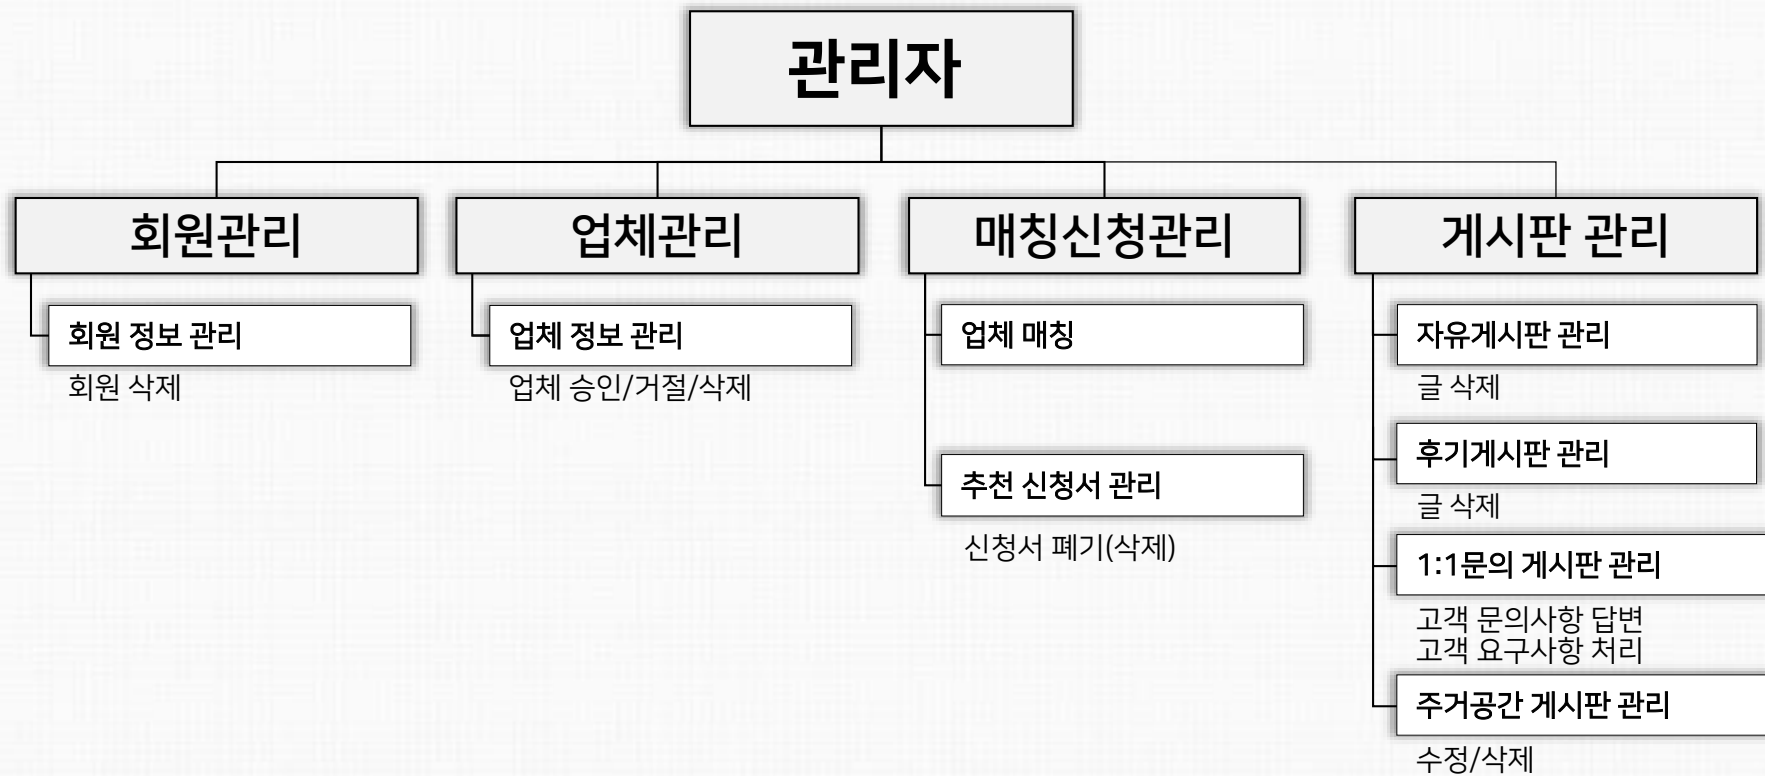 관리자
회원관리
회원 정보 관리
회원 삭제
업체관리
업체 정보 관리
업체 승인/거절/삭제
매칭신청관리
업체 매칭
추천 신청서 관리
신청서 폐기(삭제)
게시판 관리
자유게시판 관리
글 삭제
후기게시판 관리
글 삭제
1:1문의 게시판 관리
고객 문의사항 답변
고객 요구사항 처리
주거공간 게시판 관리
수정/삭제